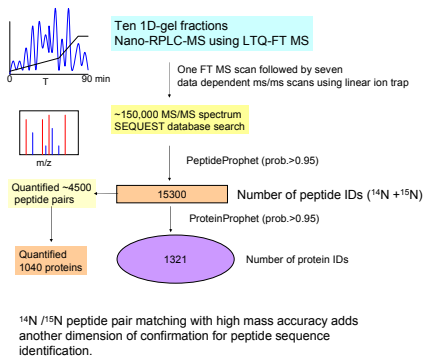 Ten 1D-gel fractions
Nano-RPLC-MS using LTQ-FT MS
0
T
90 min
One FT MS scan followed by seven
data dependent ms/ms scans using linear ion trap
~150,000 MS/MS spectrum
SEQUEST database search
m/z
PeptideProphet (prob.>0.95)
Quantified ~4500
peptide pairs
15300
Number of peptide IDs (¹⁴N +¹⁵N)
ProteinProphet (prob.>0.95)
Quantified
1040 proteins
1321
Number of protein IDs
¹⁴N /¹⁵N peptide pair matching with high mass accuracy adds
another dimension of confirmation for peptide sequence
identification.